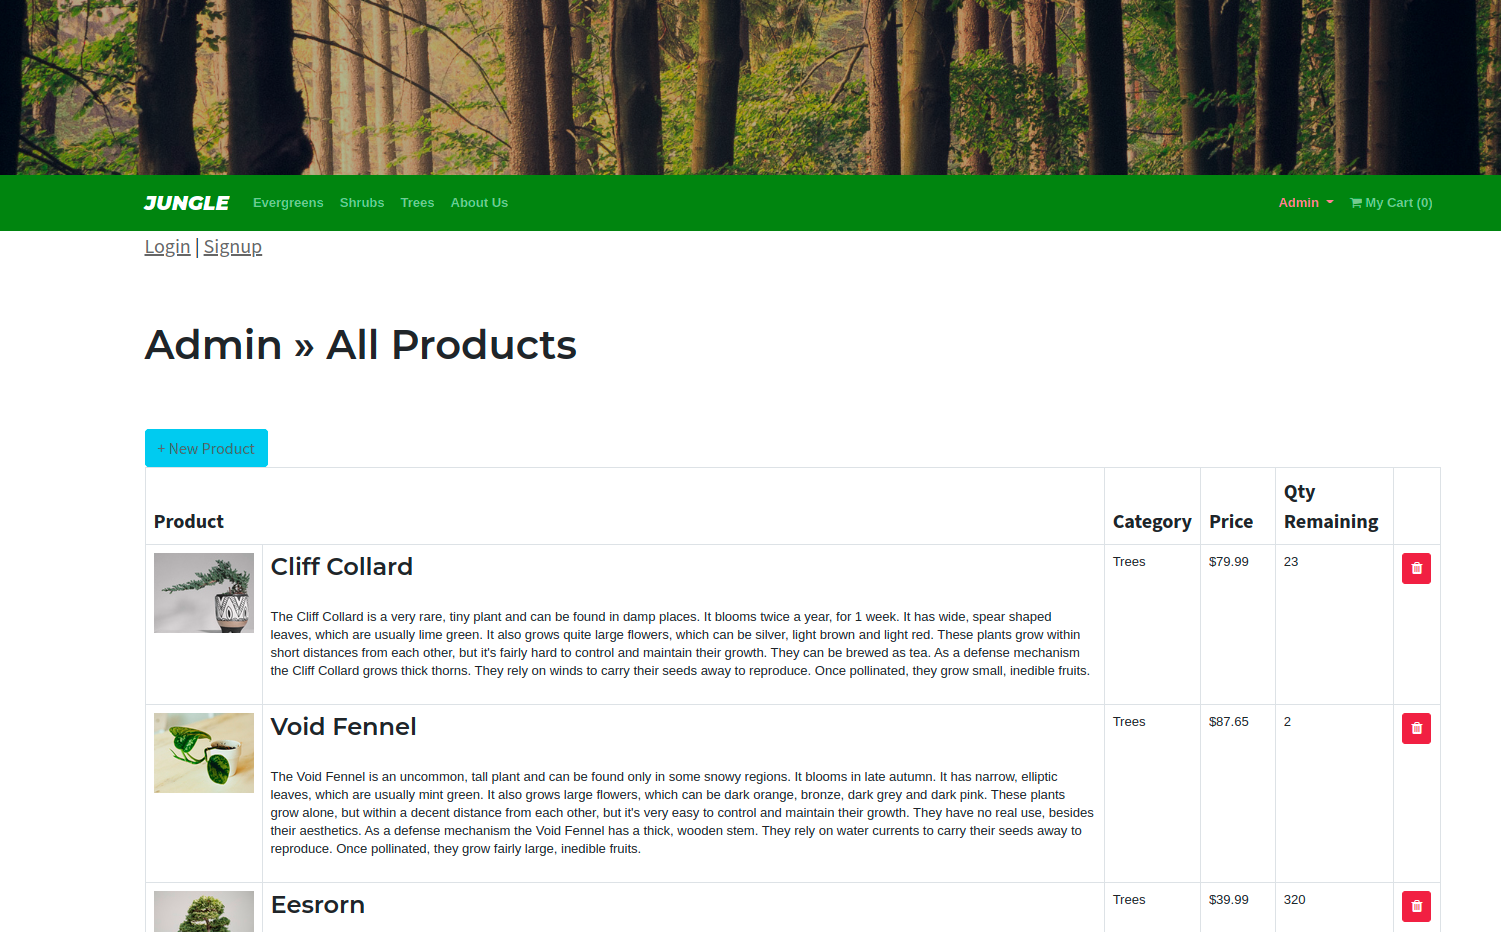 JUNGLE Evergreens Shrubs Trees About Us Admin My Cart (0)
Login | Signup
Admin » All Products
+ New Product
Product Category Price Qty Remaining
Cliff Collard Trees $79.99 23
The Cliff Collard is a very rare, tiny plant and can be found in damp places. It blooms twice a year, for 1 week. It has wide, spear shaped
leaves, which are usually lime green. It also grows quite large flowers, which can be silver, light brown and light red. These plants grow within
short distances from each other, but it's fairly hard to control and maintain their growth. They can be brewed as tea. As a defense mechanism
the Cliff Collard grows thick thorns. They rely on winds to carry their seeds away to reproduce. Once pollinated, they grow small, inedible fruits.
Void Fennel Trees $87.65 2
The Void Fennel is an uncommon, tall plant and can be found only in some snowy regions. It blooms in late autumn. It has narrow, elliptic
leaves, which are usually mint green. It also grows large flowers, which can be dark orange, bronze, dark grey and dark pink. These plants
grow alone, but within a decent distance from each other, but it's very easy to control and maintain their growth. They have no real use, besides
their aesthetics. As a defense mechanism the Void Fennel has a thick, wooden stem. They rely on water currents to carry their seeds away to
reproduce. Once pollinated, they grow fairly large, inedible fruits.
Eesrorn Trees $39.99 320